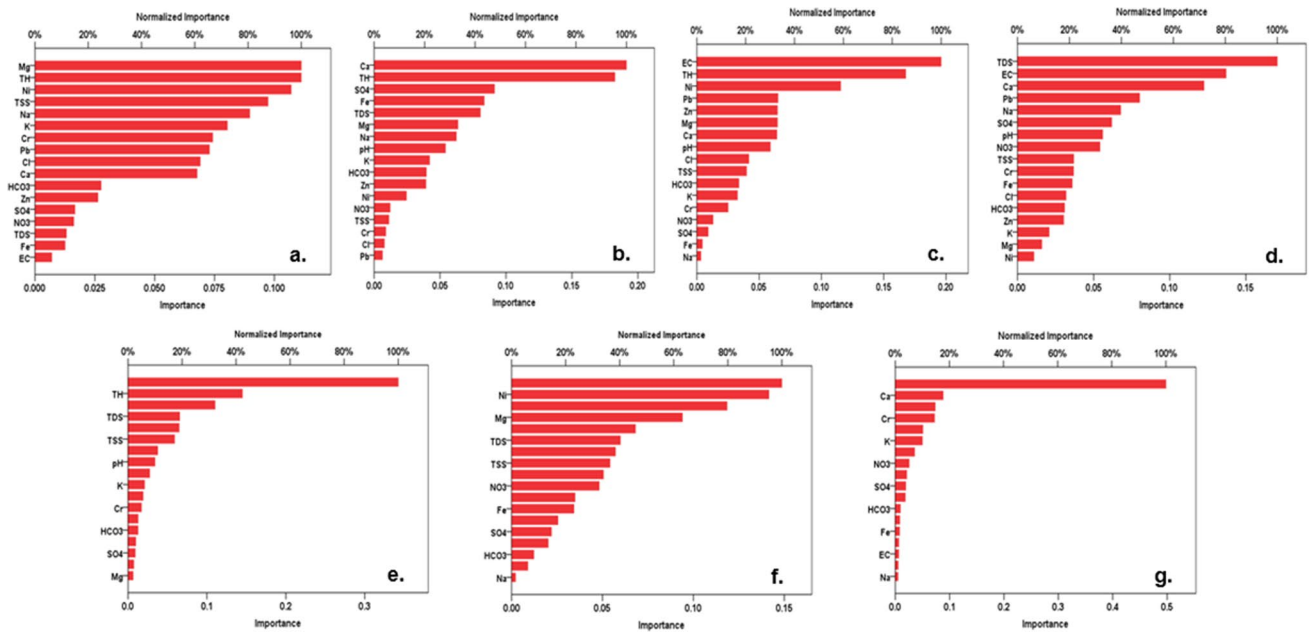 Normalized Importance
0% 20% 40% 60% 80% 100%
Mg
TH
Ni
TSS
Na
K
Cr
Pb
Cl
Ca
HCO3
Zn
SO4
NO3
TDS
Fe
EC
a.
0.000 0.025 0.050 0.075 0.100
Importance
Normalized Importance
0% 20% 40% 60% 80% 100%
Ca
TH
SO4
Fe
TDS
Mg
Na
pH
K
HCO3
Zn
Ni
NO3
TSS
Cr
Cl
Pb
b.
0.00 0.05 0.10 0.15 0.20
Importance
Normalized Importance
0% 20% 40% 60% 80% 100%
EC
TH
Ni
Pb
Zn
Mg
Ca
pH
Cl
TSS
HCO3
K
Cr
NO3
SO4
Fe
Na
c.
0.00 0.05 0.10 0.15 0.20
Importance
Normalized Importance
0% 20% 40% 60% 80% 100%
TDS
EC
Ca
Pb
Na
SO4
pH
NO3
TSS
Cr
Fe
Cl
HCO3
Zn
K
Mg
Ni
d.
0.00 0.05 0.10 0.15
Importance
Normalized Importance
0% 20% 40% 60% 80% 100%
TH
TDS
TSS
pH
K
Cr
HCO3
SO4
Mg
e.
0.0 0.1 0.2 0.3
Importance
Normalized Importance
0% 20% 40% 60% 80% 100%
Ni
Mg
TDS
TSS
NO3
Fe
SO4
HCO3
Na
f.
0.00 0.05 0.10 0.15
Importance
Normalized Importance
0% 20% 40% 60% 80% 100%
Ca
Cr
K
NO3
SO4
HCO3
Fe
EC
Na
g.
0.0 0.1 0.2 0.3 0.4 0.5
Importance